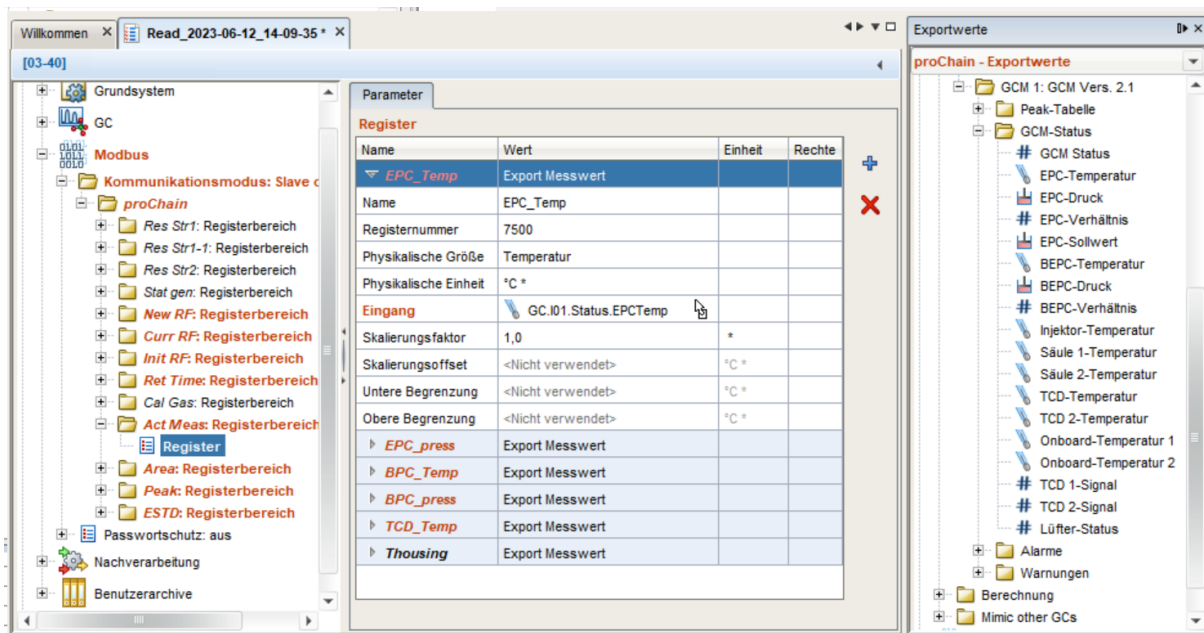 Willkommen
Read_2023-06-12_14-09-35 *
[03-40]
Grundsystem
GC
Modbus
Kommunikationsmodus: Slave
proChain
Res Str1: Registerbereich
Res Str1-1: Registerbereich
Res Str2: Registerbereich
Stat gen: Registerbereich
New RF: Registerbereich
Curr RF: Registerbereich
Init RF: Registerbereich
Ret Time: Registerbereich
Cal Gas: Registerbereich
Act Meas: Registerbereich
Register
Area: Registerbereich
Peak: Registerbereich
ESTD: Registerbereich
Passwortschutz: aus
Nachverarbeitung
Benutzerarchive
Parameter
Register
Name Wert Einheit Rechte
EPC_Temp Export Messwert
Name EPC_Temp
Registernummer 7500
Physikalische Größe Temperatur
Physikalische Einheit °C *
Eingang GC.I01.Status.EPCTemp
Skalierungsfaktor 1,0 *
Skalierungsoffset <Nicht verwendet> °C *
Untere Begrenzung <Nicht verwendet> °C *
Obere Begrenzung <Nicht verwendet> °C *
EPC_press Export Messwert
BPC_Temp Export Messwert
BPC_press Export Messwert
TCD_Temp Export Messwert
Thousing Export Messwert
Exportwerte
proChain - Exportwerte
GCM 1: GCM Vers. 2.1
Peak-Tabelle
GCM-Status
GCM Status
EPC-Temperatur
EPC-Druck
EPC-Verhältnis
EPC-Sollwert
BEPC-Temperatur
BEPC-Druck
BEPC-Verhältnis
Injektor-Temperatur
Säule 1-Temperatur
Säule 2-Temperatur
TCD-Temperatur
TCD 2-Temperatur
Onboard-Temperatur 1
Onboard-Temperatur 2
TCD 1-Signal
TCD 2-Signal
Lüfter-Status
Alarme
Warnungen
Berechnung
Mimic other GCs